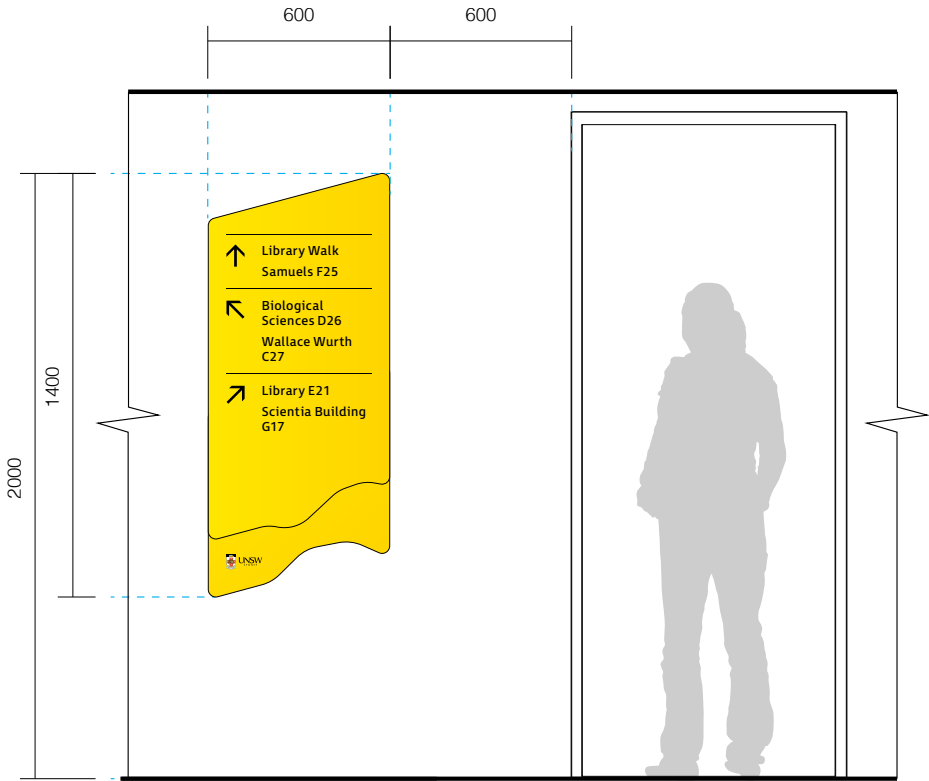 600
600
1400
2000
Library Walk
Samuels F25
Biological
Sciences D26
Wallace Wurth
C27
Library E21
Scientia Building
G17
UNSW